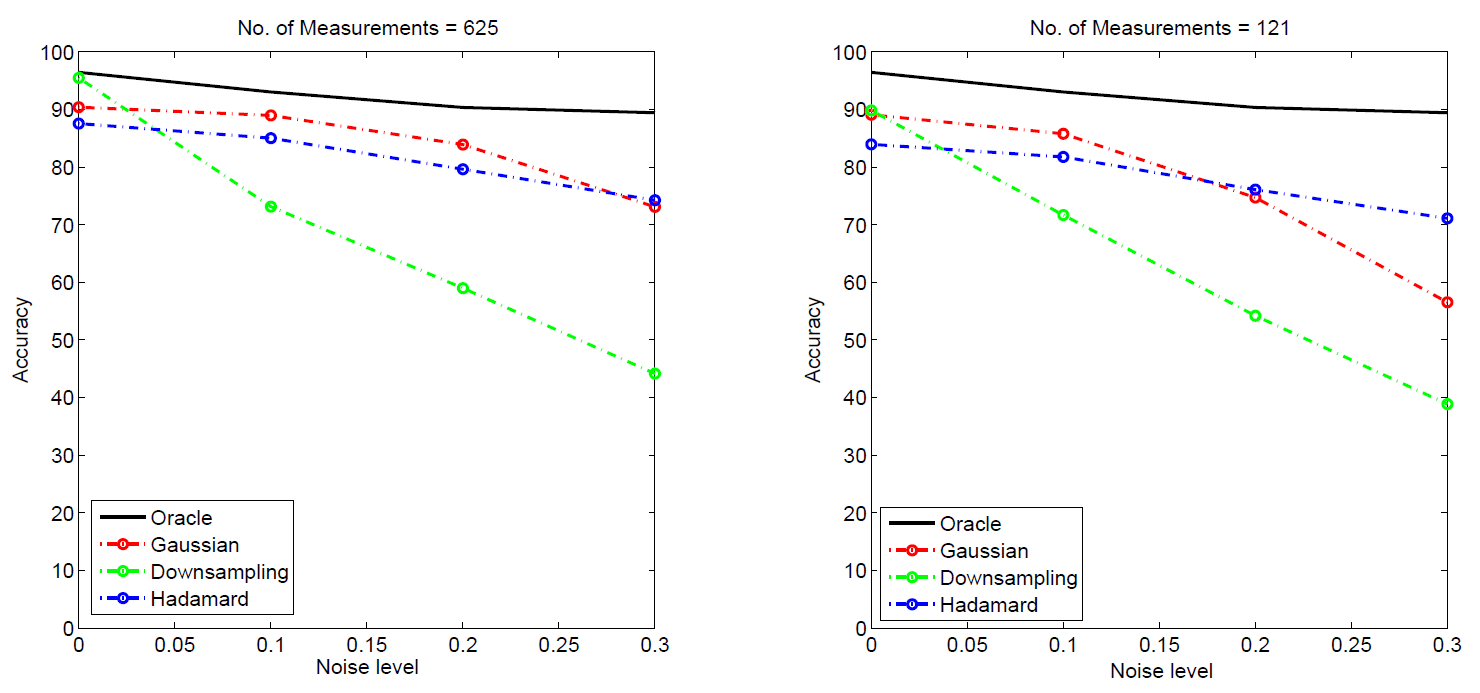 No. of Measurements = 625
100
90
80
70
60
50
40
30
20
10
0
Accuracy
Oracle
Gaussian
Downsampling
Hadamard
0 0.05 0.1 0.15 0.2 0.25 0.3
Noise level
No. of Measurements = 121
100
90
80
70
60
50
40
30
20
10
0
Accuracy
Oracle
Gaussian
Downsampling
Hadamard
0 0.05 0.1 0.15 0.2 0.25 0.3
Noise level